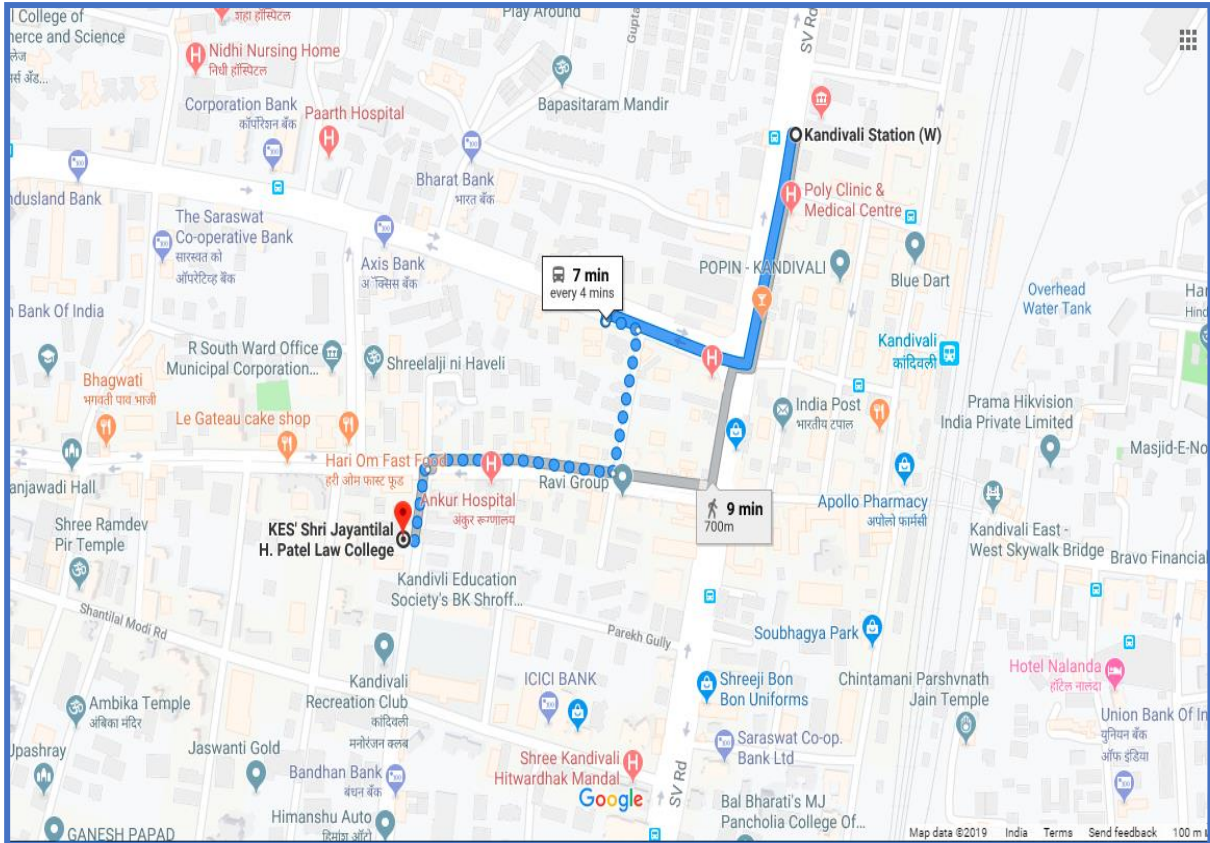 l College of
erce and Science
लेज
र्स अँड...
शहा हॉस्पिटल
Nidhi Nursing Home
निधी हॉस्पिटल
Play Around
Gupta
SV Rd
Corporation Bank
कॉर्पोरेशन बँक
Paarth Hospital
Bapasitaram Mandir
Kandivali Station (W)
Bharat Bank
भारत बँक
ndusland Bank
Poly Clinic &
Medical Centre
The Saraswat
Co-operative Bank
सारस्वत को
ऑपरेटिव्ह बँक
Axis Bank
अ‍ॅक्सिस बँक
7 min
every 4 mins
POPIN - KANDIVALI
Blue Dart
Overhead
Water Tank
Har
Hind
n Bank Of India
R South Ward Office
Municipal Corporation...
Shreelalji ni Haveli
Kandivali
कांदिवली
Bhagwati
भगवती पाव भाजी
Le Gateau cake shop
India Post
भारतीय टपाल
Prama Hikvision
India Private Limited
Masjid-E-No
anjawadi Hall
Hari Om Fast Food
हरी ओम फास्ट फूड
Ravi Group
Ankur Hospital
अंकुर रूग्णालय
9 min
700m
Apollo Pharmacy
अपोलो फार्मसी
Shree Ramdev
Pir Temple
KES' Shri Jayantilal
H. Patel Law College
Kandivali East -
West Skywalk Bridge
Bravo Financial
Kandivli Education
Society's BK Shroff...
Shantilal Modi Rd
Parekh Gully
Soubhagya Park
Kandivali
Recreation Club
कांदिवली
मनोरंजन क्लब
ICICI BANK
Shreeji Bon
Bon Uniforms
Chintamani Parshvnath
Jain Temple
Hotel Nalanda
हॉटेल नालंदा
Ambika Temple
अंबिका मंदिर
Union Bank Of In
युनियन बँक
ऑफ इंडिया
Upashray
Jaswanti Gold
Saraswat Co-op.
Bank Ltd
Bandhan Bank
बंधन बँक
Shree Kandivali
Hitwardhak Mandal
Google
SV Rd
Himanshu Auto
हिमांशु ऑटो
Bal Bharati's MJ
Pancholia College Of...
GANESH PAPAD
Map data ©2019 India Terms Send feedback 100 m